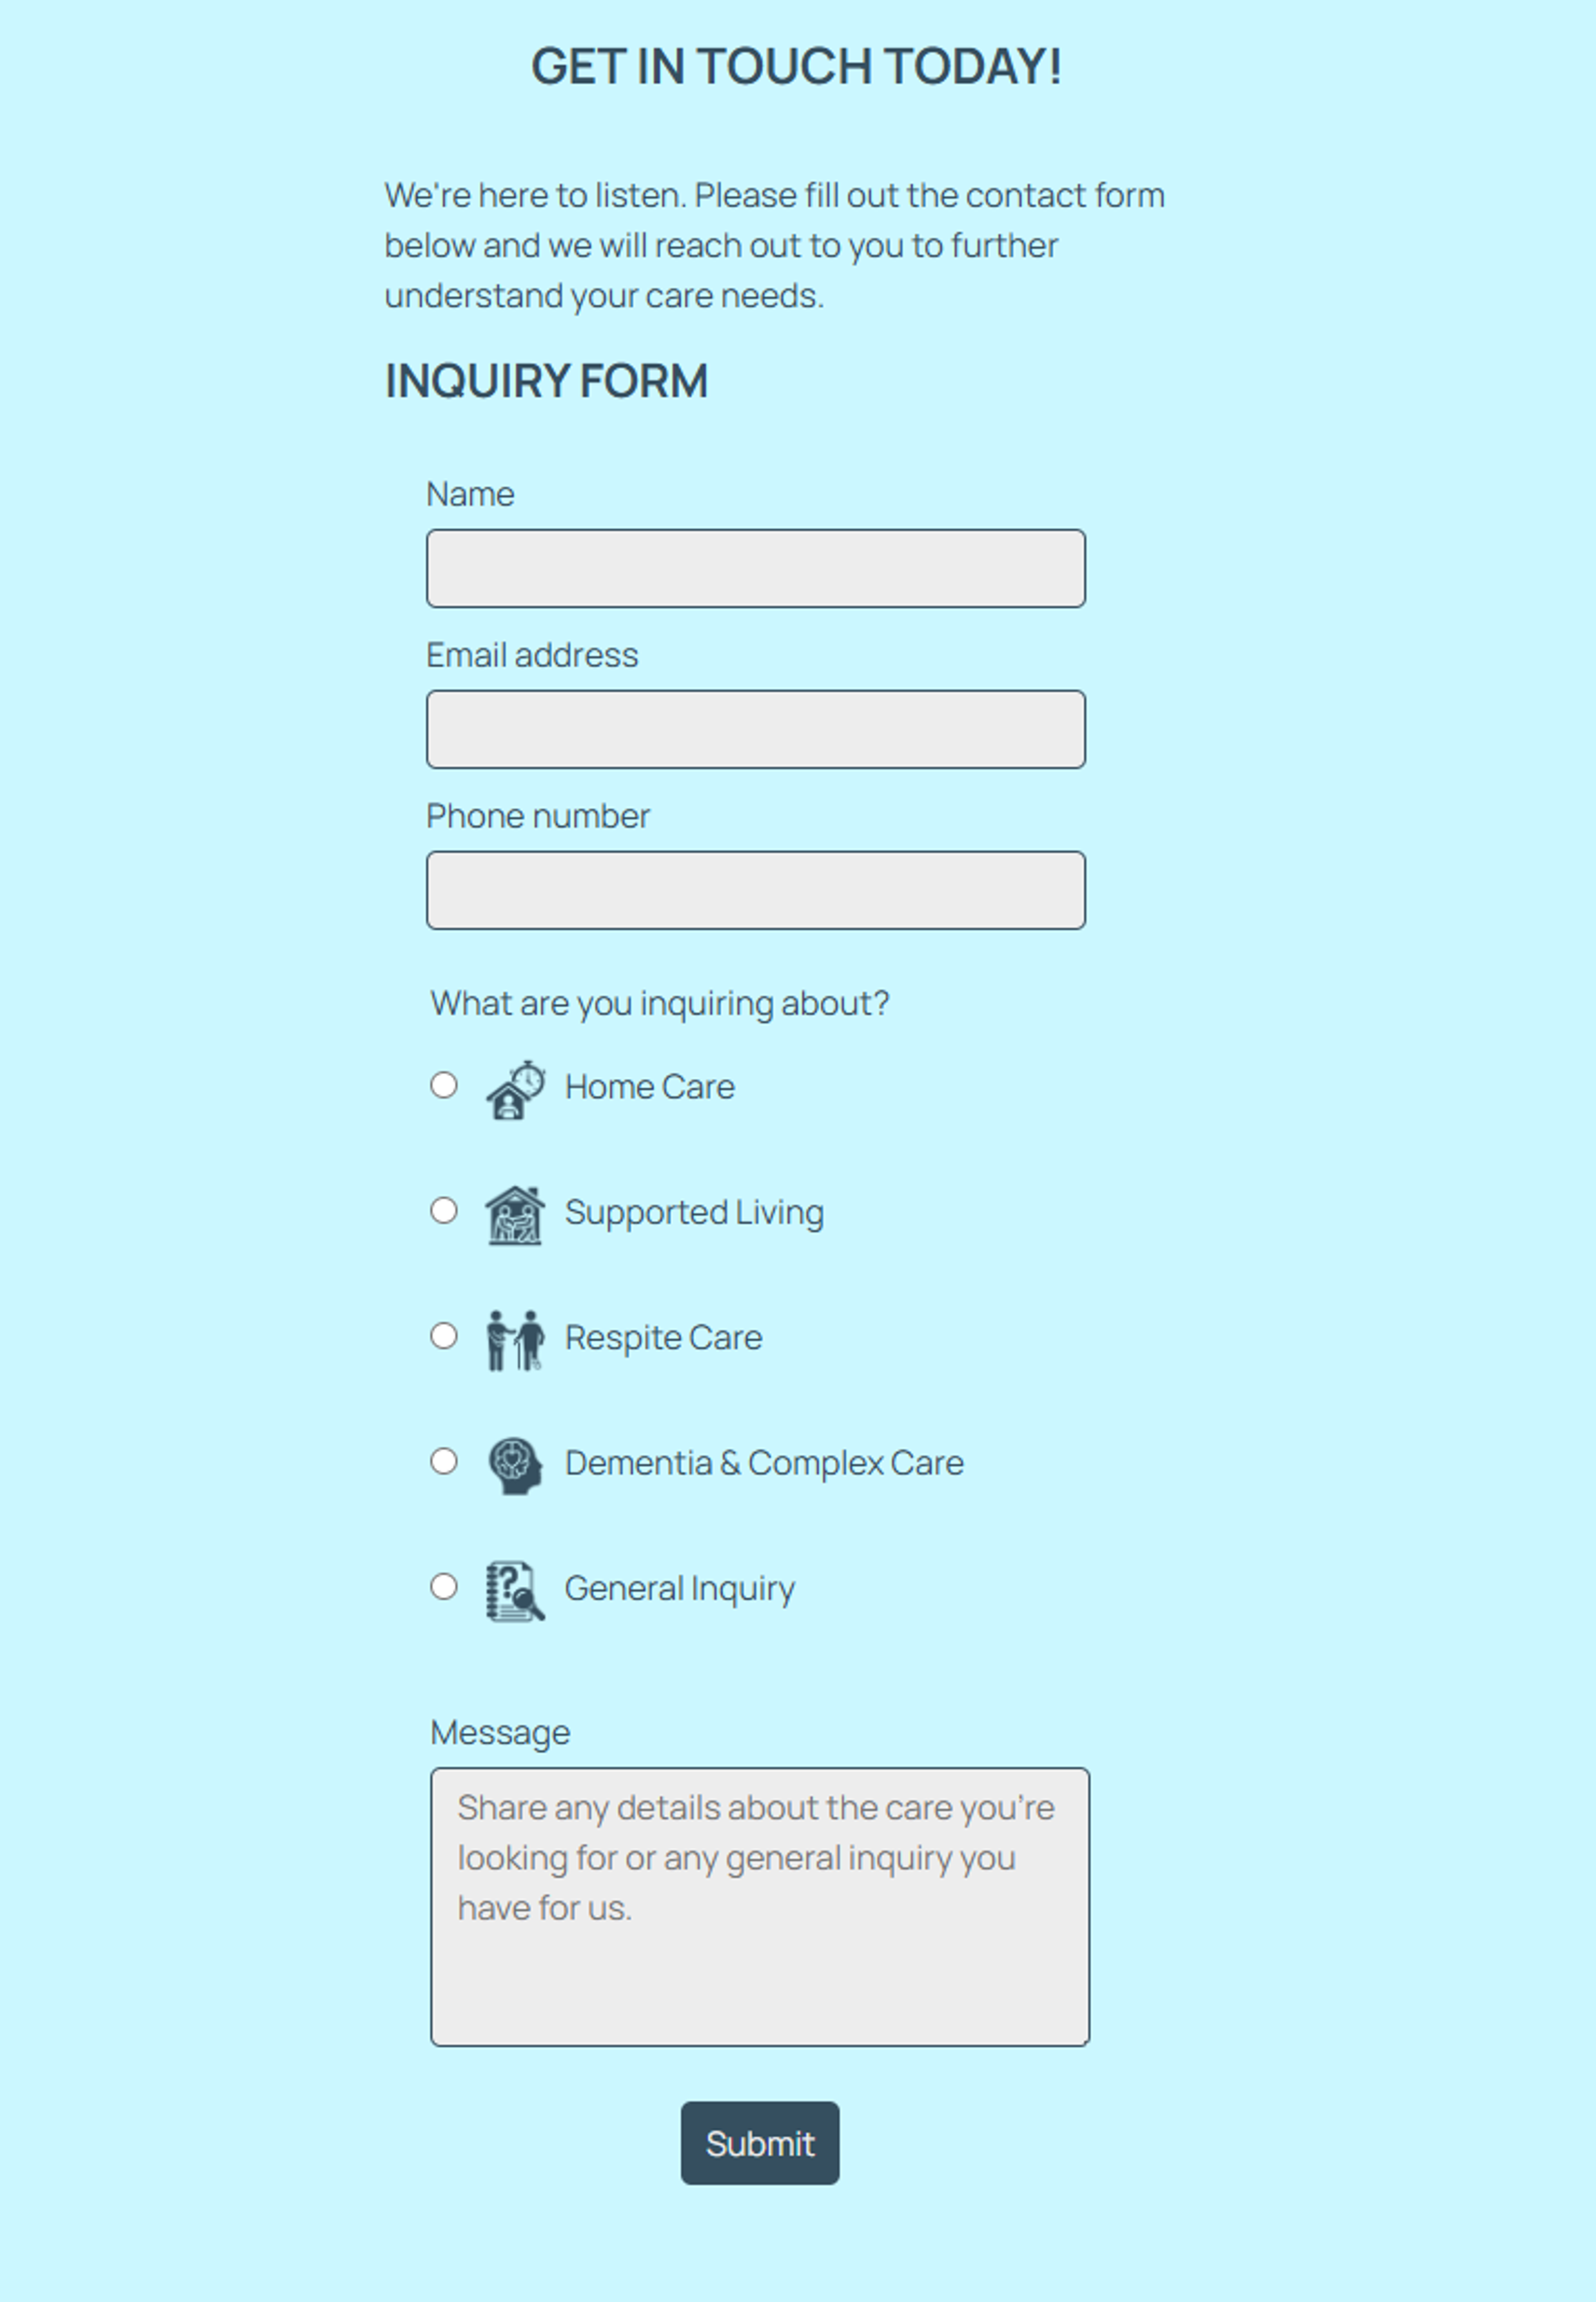 GET IN TOUCH TODAY!
We're here to listen. Please fill out the contact form
below and we will reach out to you to further
understand your care needs.
INQUIRY FORM
Name
Email address
Phone number
What are you inquiring about?
Home Care
Supported Living
Respite Care
Dementia & Complex Care
?
General Inquiry
Message
Share any details about the care you're
looking for or any general inquiry you
have for us.
Submit